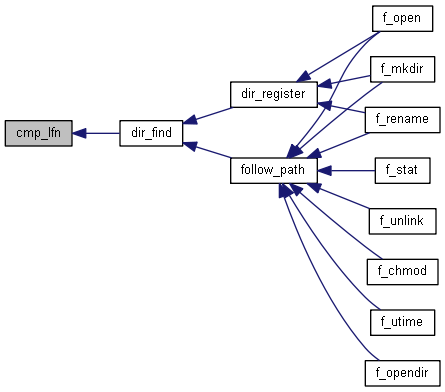 cmp_lfn
dir_find
dir_register
follow_path
f_open
f_mkdir
f_rename
f_stat
f_unlink
f_chmod
f_utime
f_opendir